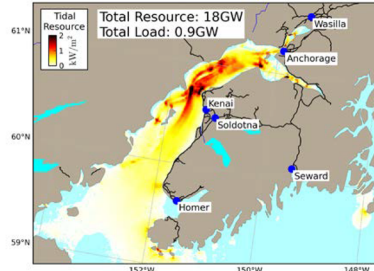 61°N
Tidal
Resource
2
1
0
kW/m²
Total Resource: 18GW
Total Load: 0.9GW
Wasilla
Anchorage
60°N
Kenai
Soldotna
Seward
Homer
59°N
152°W
150°W
148°W